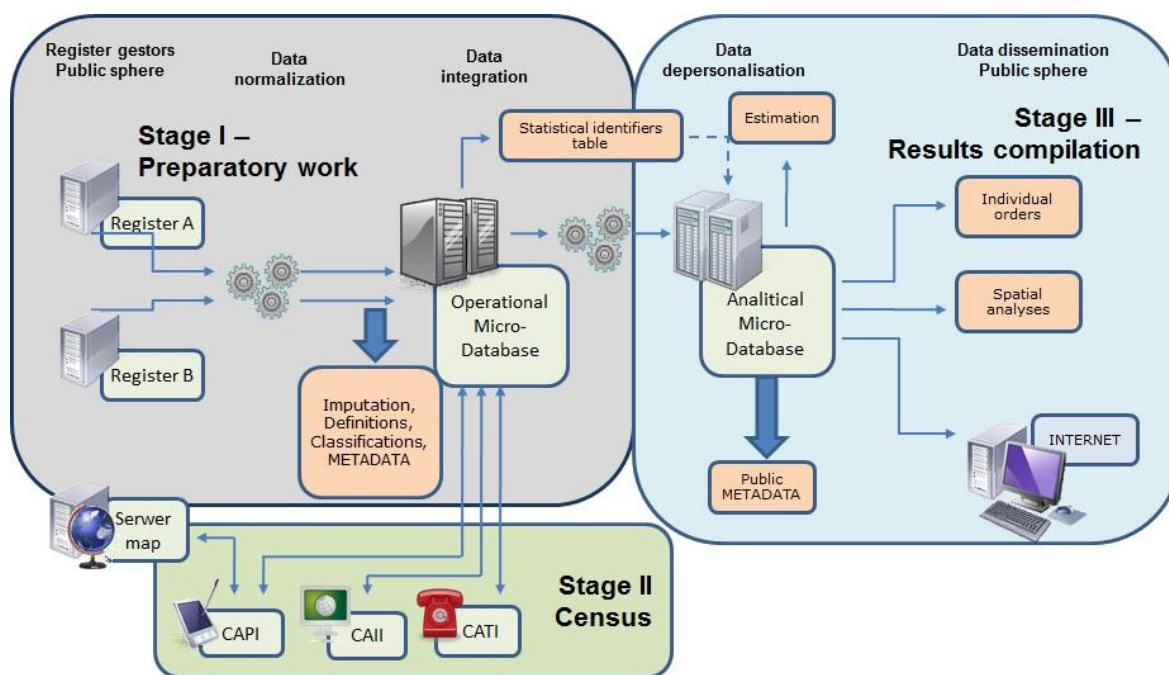 Register gestors
Public sphere
Data
normalization
Data
integration
Data
depersonalisation
Data dissemination
Public sphere
Stage I –
Preparatory work
Statistical identifiers
table
Estimation
Stage III –
Results compilation
Register A
Individual
orders
Operational
Micro-
Database
Analitical
Micro-
Database
Spatial
analyses
Register B
Imputation,
Definitions,
Classifications,
METADATA
INTERNET
Public
METADATA
Serwer
map
Stage II
Census
CAPI
CAII
CATI